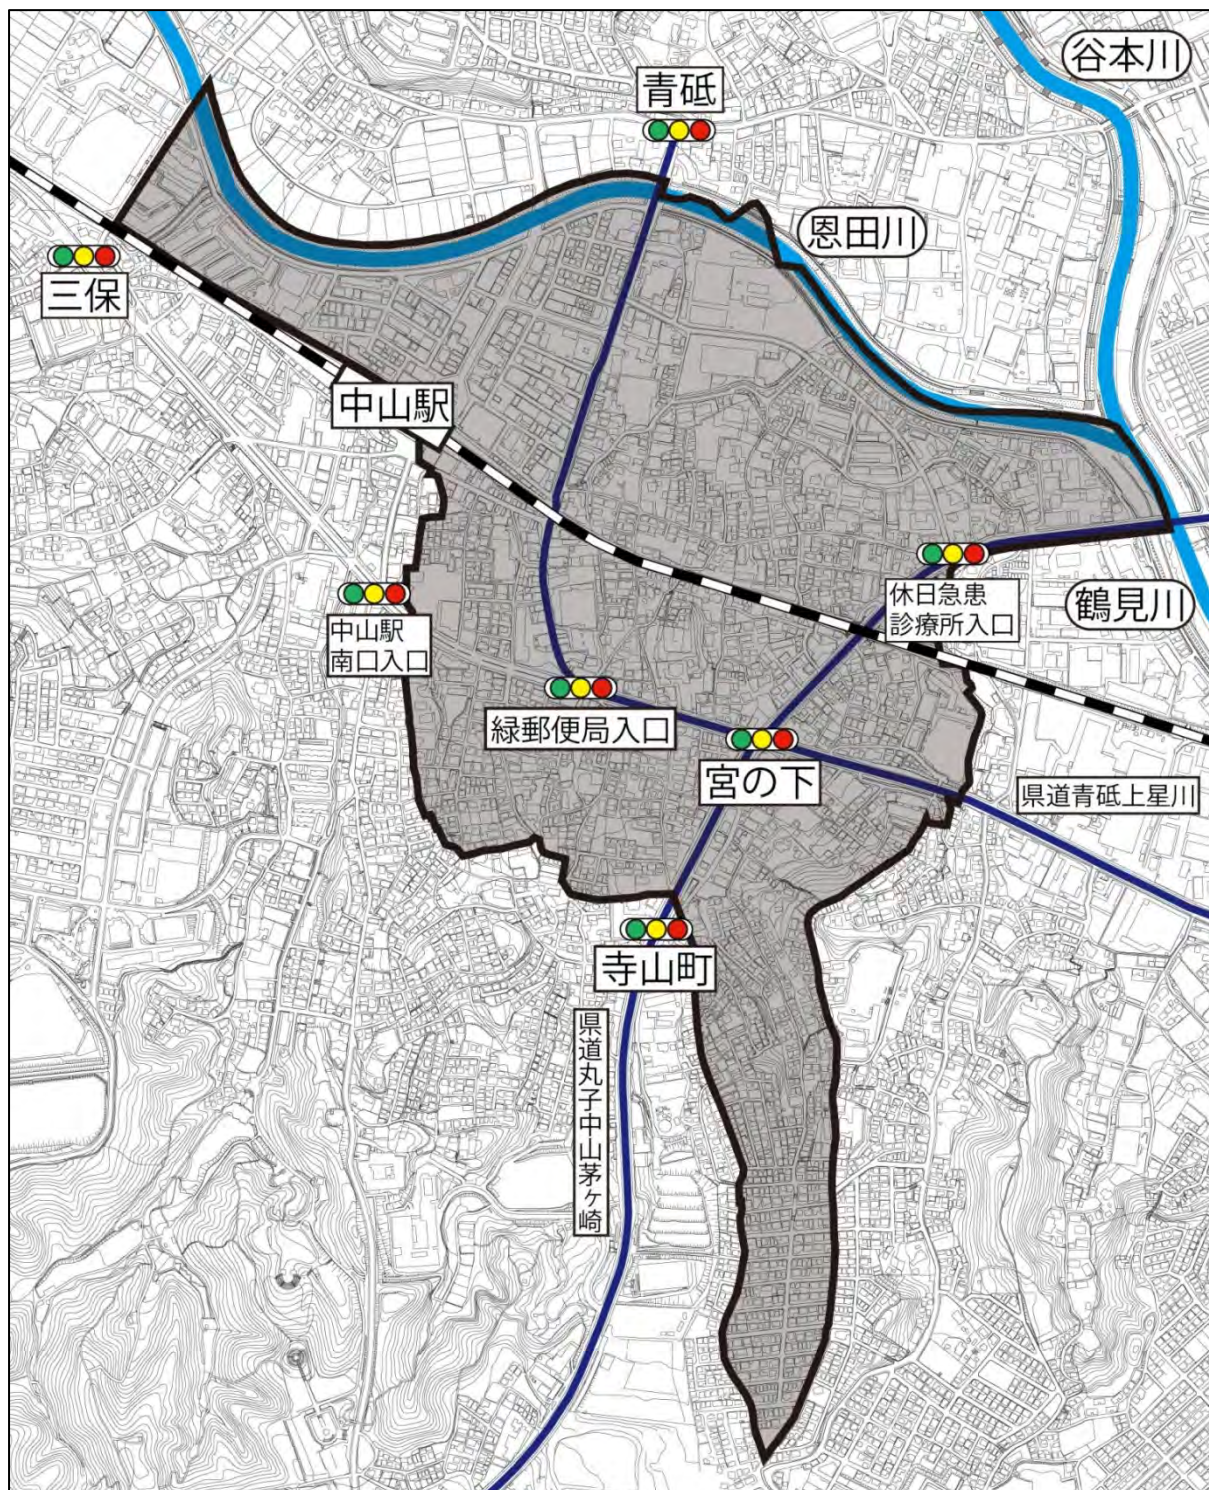 谷本川
青砥
恩田川
三保
中山駅
休日急患
診療所入口
鶴見川
中山駅
南口入口
緑郵便局入口
宮の下
県道青砥上星川
寺山町
県道丸子中山茅ヶ崎